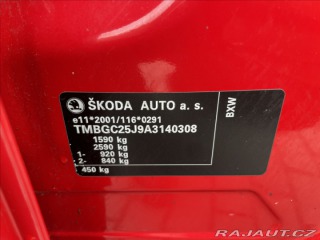 ŠKODA AUTO a. s.
e11*2001/116*0291
TMBGC25J9A3140308
1590 kg
2590 kg
1- 920 kg
2- 840 kg
450 kg
BXW
RAJAUT.CZ